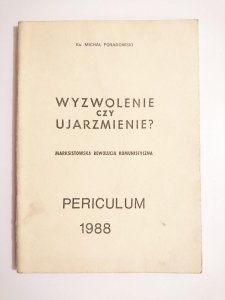 Ks. MICHAŁ PORADOWSKI
WYZWOLENIE
CZY
UJARZMIENIE?
MARKSISTOWSKA REWOLUCJA KOMUNISTYCZNA
PERICULUM
1988